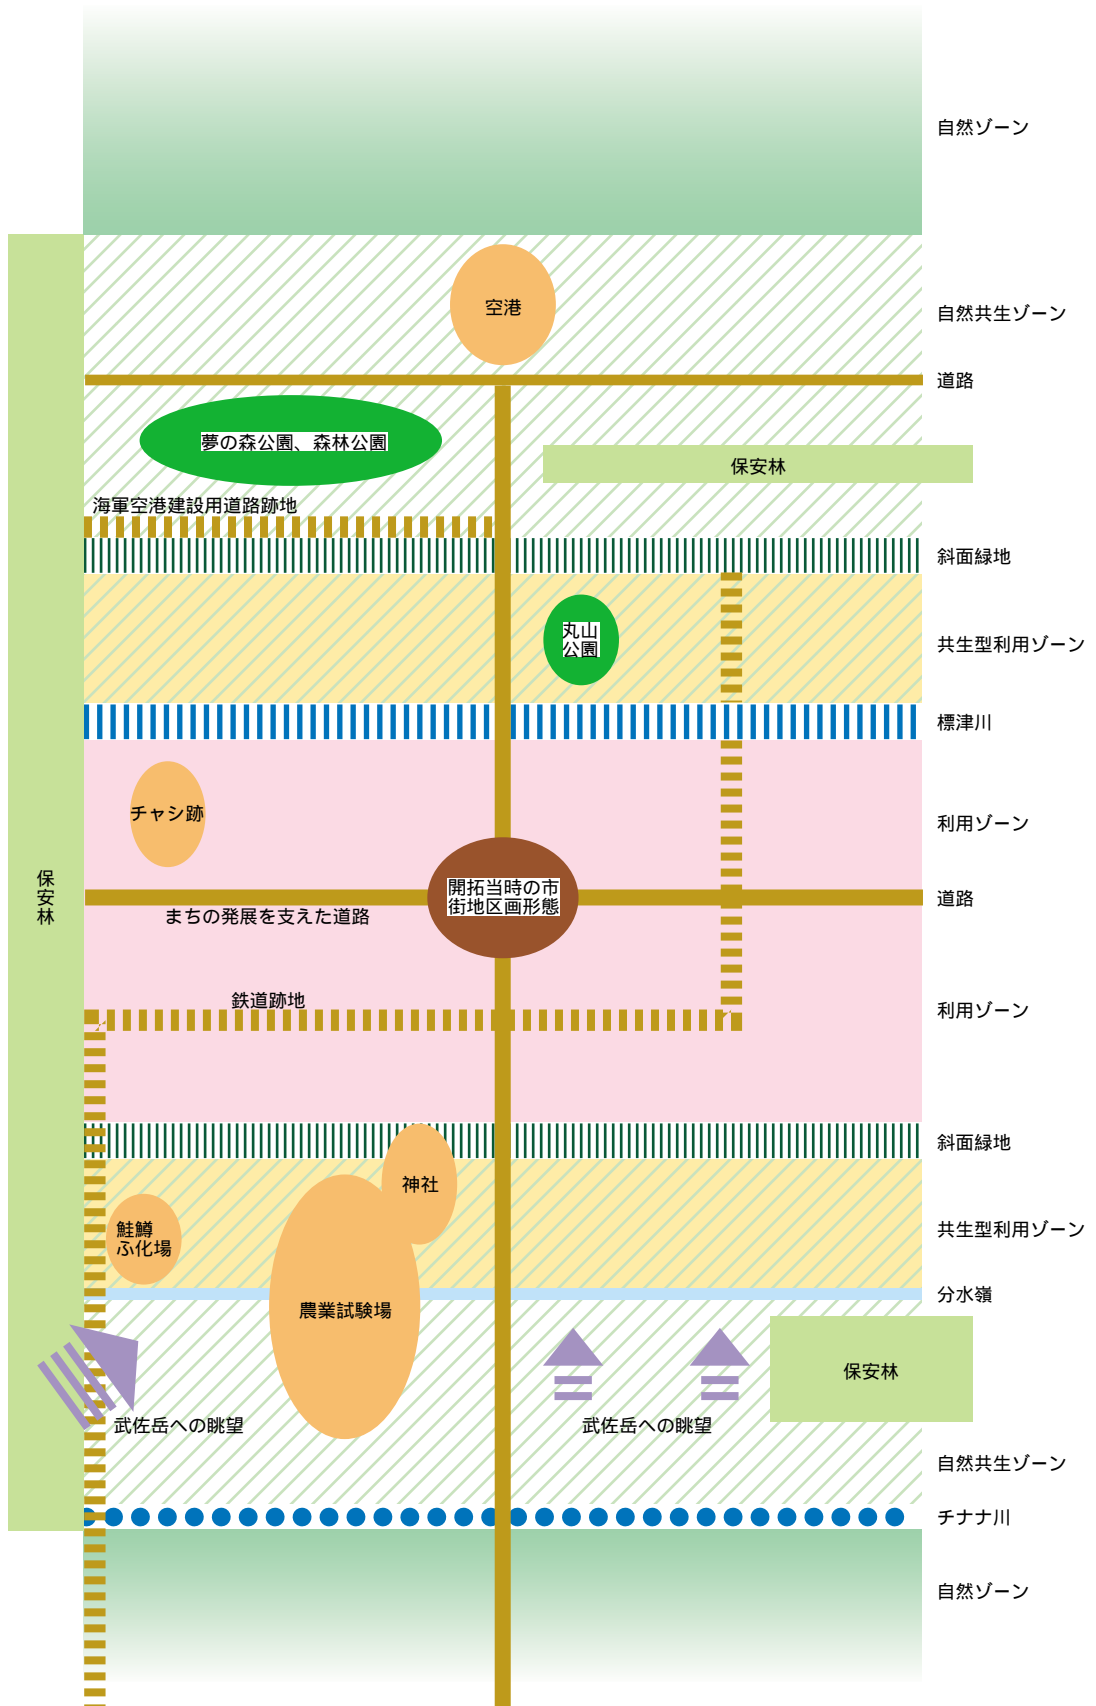 自然ゾーン
空港
自然共生ゾーン
道路
夢の森公園、森林公園
保安林
海軍空港建設用道路跡地
斜面緑地
丸山
公園
共生型利用ゾーン
標津川
チャシ跡
利用ゾーン
保安林
開拓当時の市
街地区画形態
道路
まちの発展を支えた道路
鉄道跡地
利用ゾーン
斜面緑地
神社
鮭鱒
ふ化場
共生型利用ゾーン
分水嶺
農業試験場
保安林
武佐岳への眺望
武佐岳への眺望
自然共生ゾーン
チナナ川
自然ゾーン